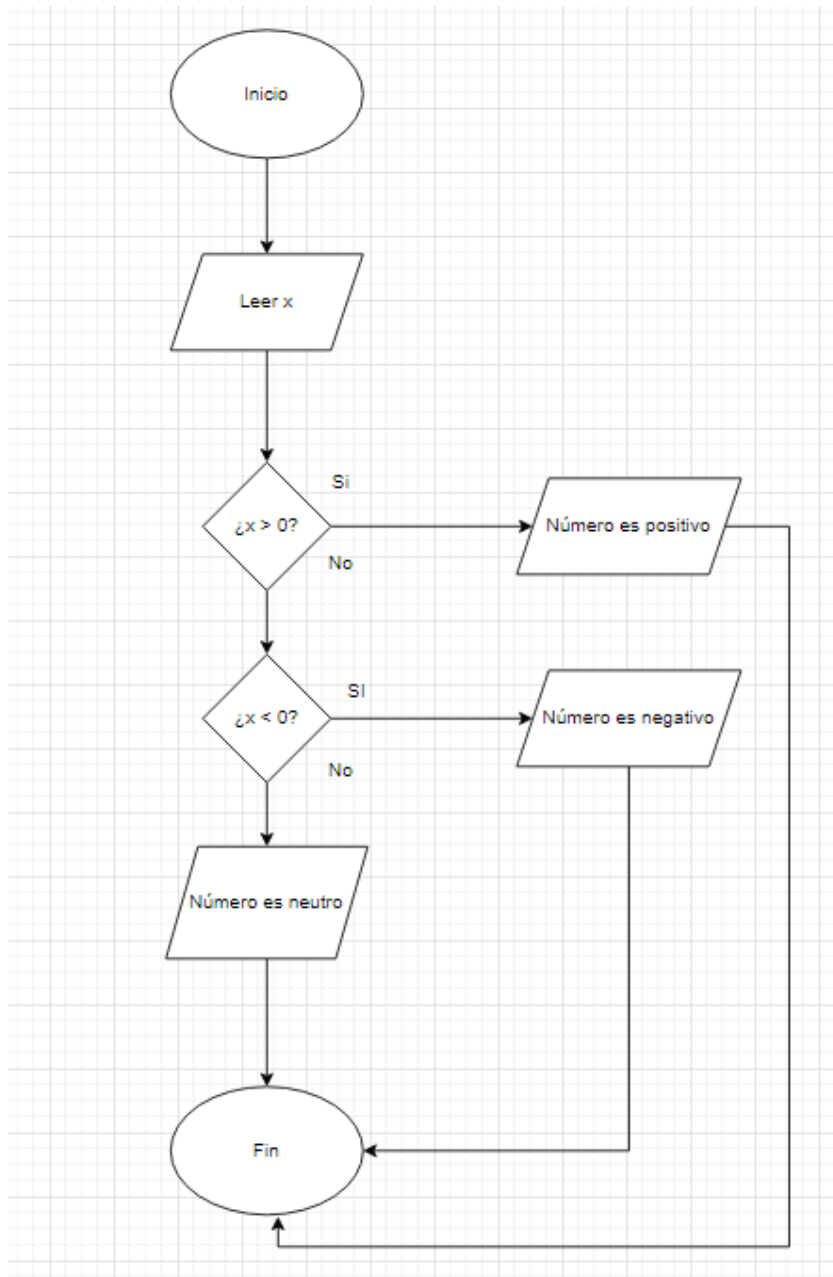 Inicio
Leer x
Si
¿x > 0?
Número es positivo
No
SI
¿x < 0?
Número es negativo
No
Número es neutro
Fin